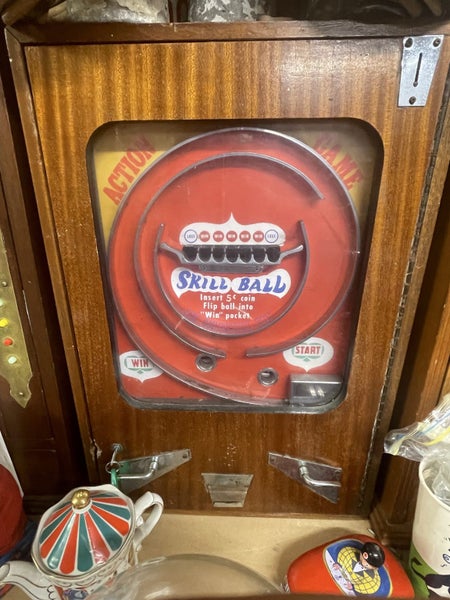 ACTION
GAME
LOSE WIN WIN WIN WIN WIN LOSE
SKILL BALL
Insert 5¢ coin
Flip ball into
"Win" pocket
WIN
START